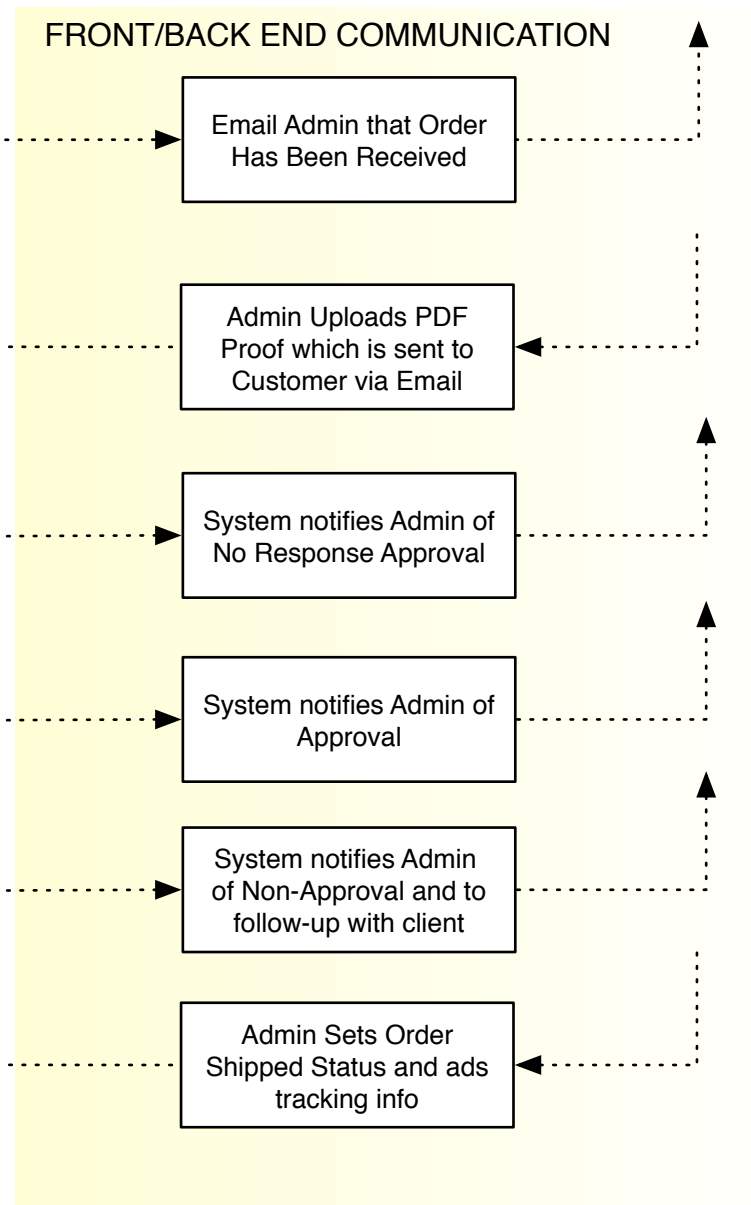 FRONT/BACK END COMMUNICATION
Email Admin that Order
Has Been Received
Admin Uploads PDF
Proof which is sent to
Customer via Email
System notifies Admin of
No Response Approval
System notifies Admin of
Approval
System notifies Admin
of Non-Approval and to
follow-up with client
Admin Sets Order
Shipped Status and ads
tracking info